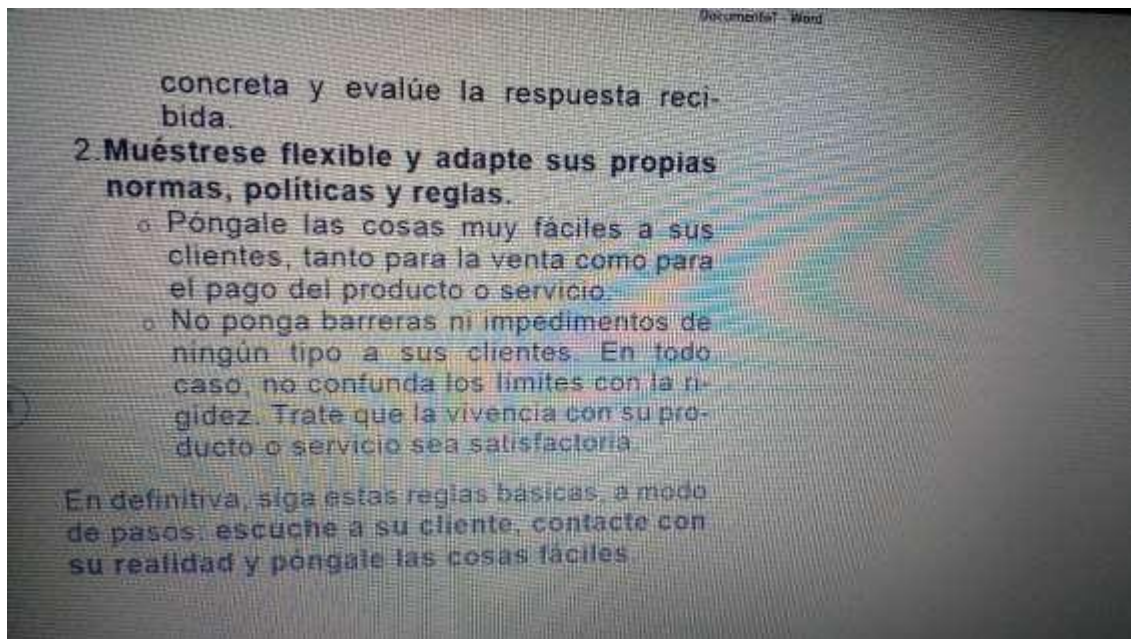 Documento7 - Word
concreta y evalúe la respuesta reci-
bida.
2.Muéstrese flexible y adapte sus propias
normas, políticas y reglas.
o Póngale las cosas muy fáciles a sus
clientes, tanto para la venta como para
el pago del producto o servicio.
o No ponga barreras ni impedimentos de
ningún tipo a sus clientes. En todo
caso, no confunda los límites con la ri-
gidez. Trate que la vivencia con su pro-
ducto o servicio sea satisfactoria.
En definitiva, siga estas reglas básicas, a modo
de pasos: escuche a su cliente, contacte con
su realidad y póngale las cosas fáciles.